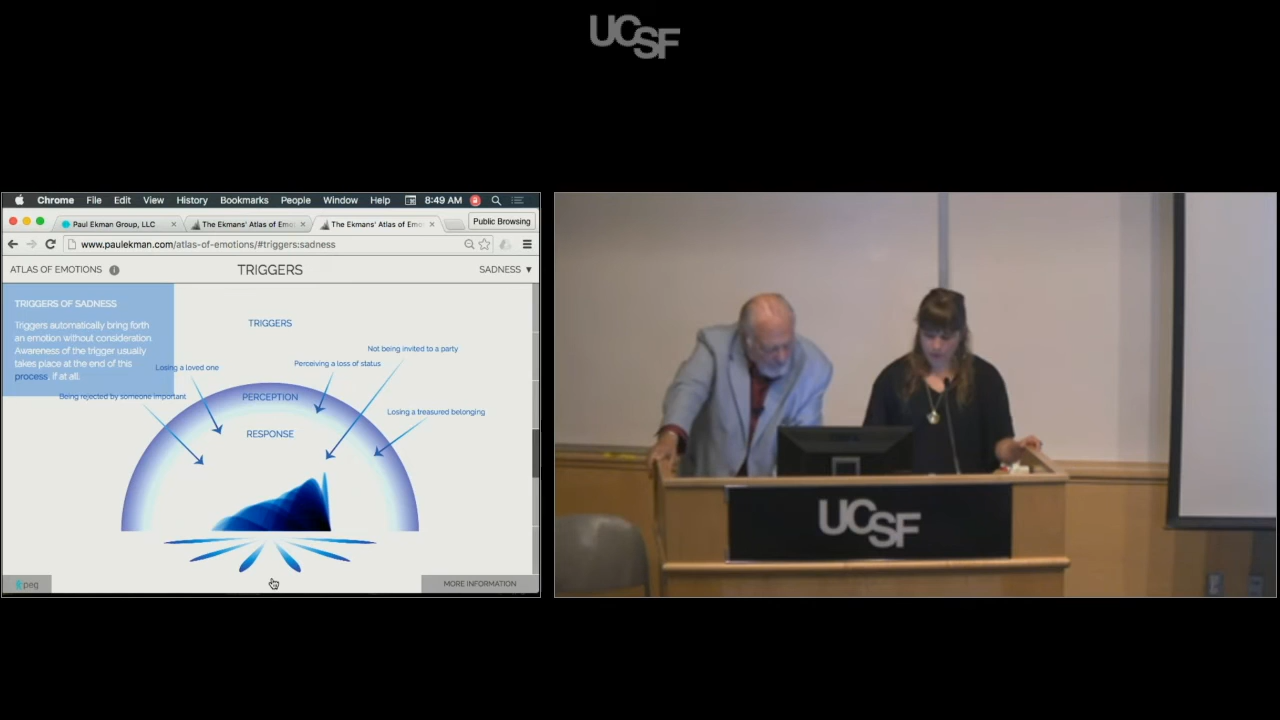 UCSF
Chrome File Edit View History Bookmarks People Window Help 8:49 AM
Paul Ekman Group, LLC
The Ekmans' Atlas of Emo
The Ekmans' Atlas of Emo
Public Browsing
www.paulekman.com/atlas-of-emotions/#triggers:sadness
ATLAS OF EMOTIONS
TRIGGERS
SADNESS
TRIGGERS OF SADNESS
Triggers automatically bring forth
an emotion without consideration
Awareness of the trigger usually
takes place at the end of this
process, if at all.
TRIGGERS
Not being invited to a party
Perceiving a loss of status
Losing a loved one
Being rejected by someone important
PERCEPTION
Losing a treasured belonging
RESPONSE
peg
MORE INFORMATION
UCSF